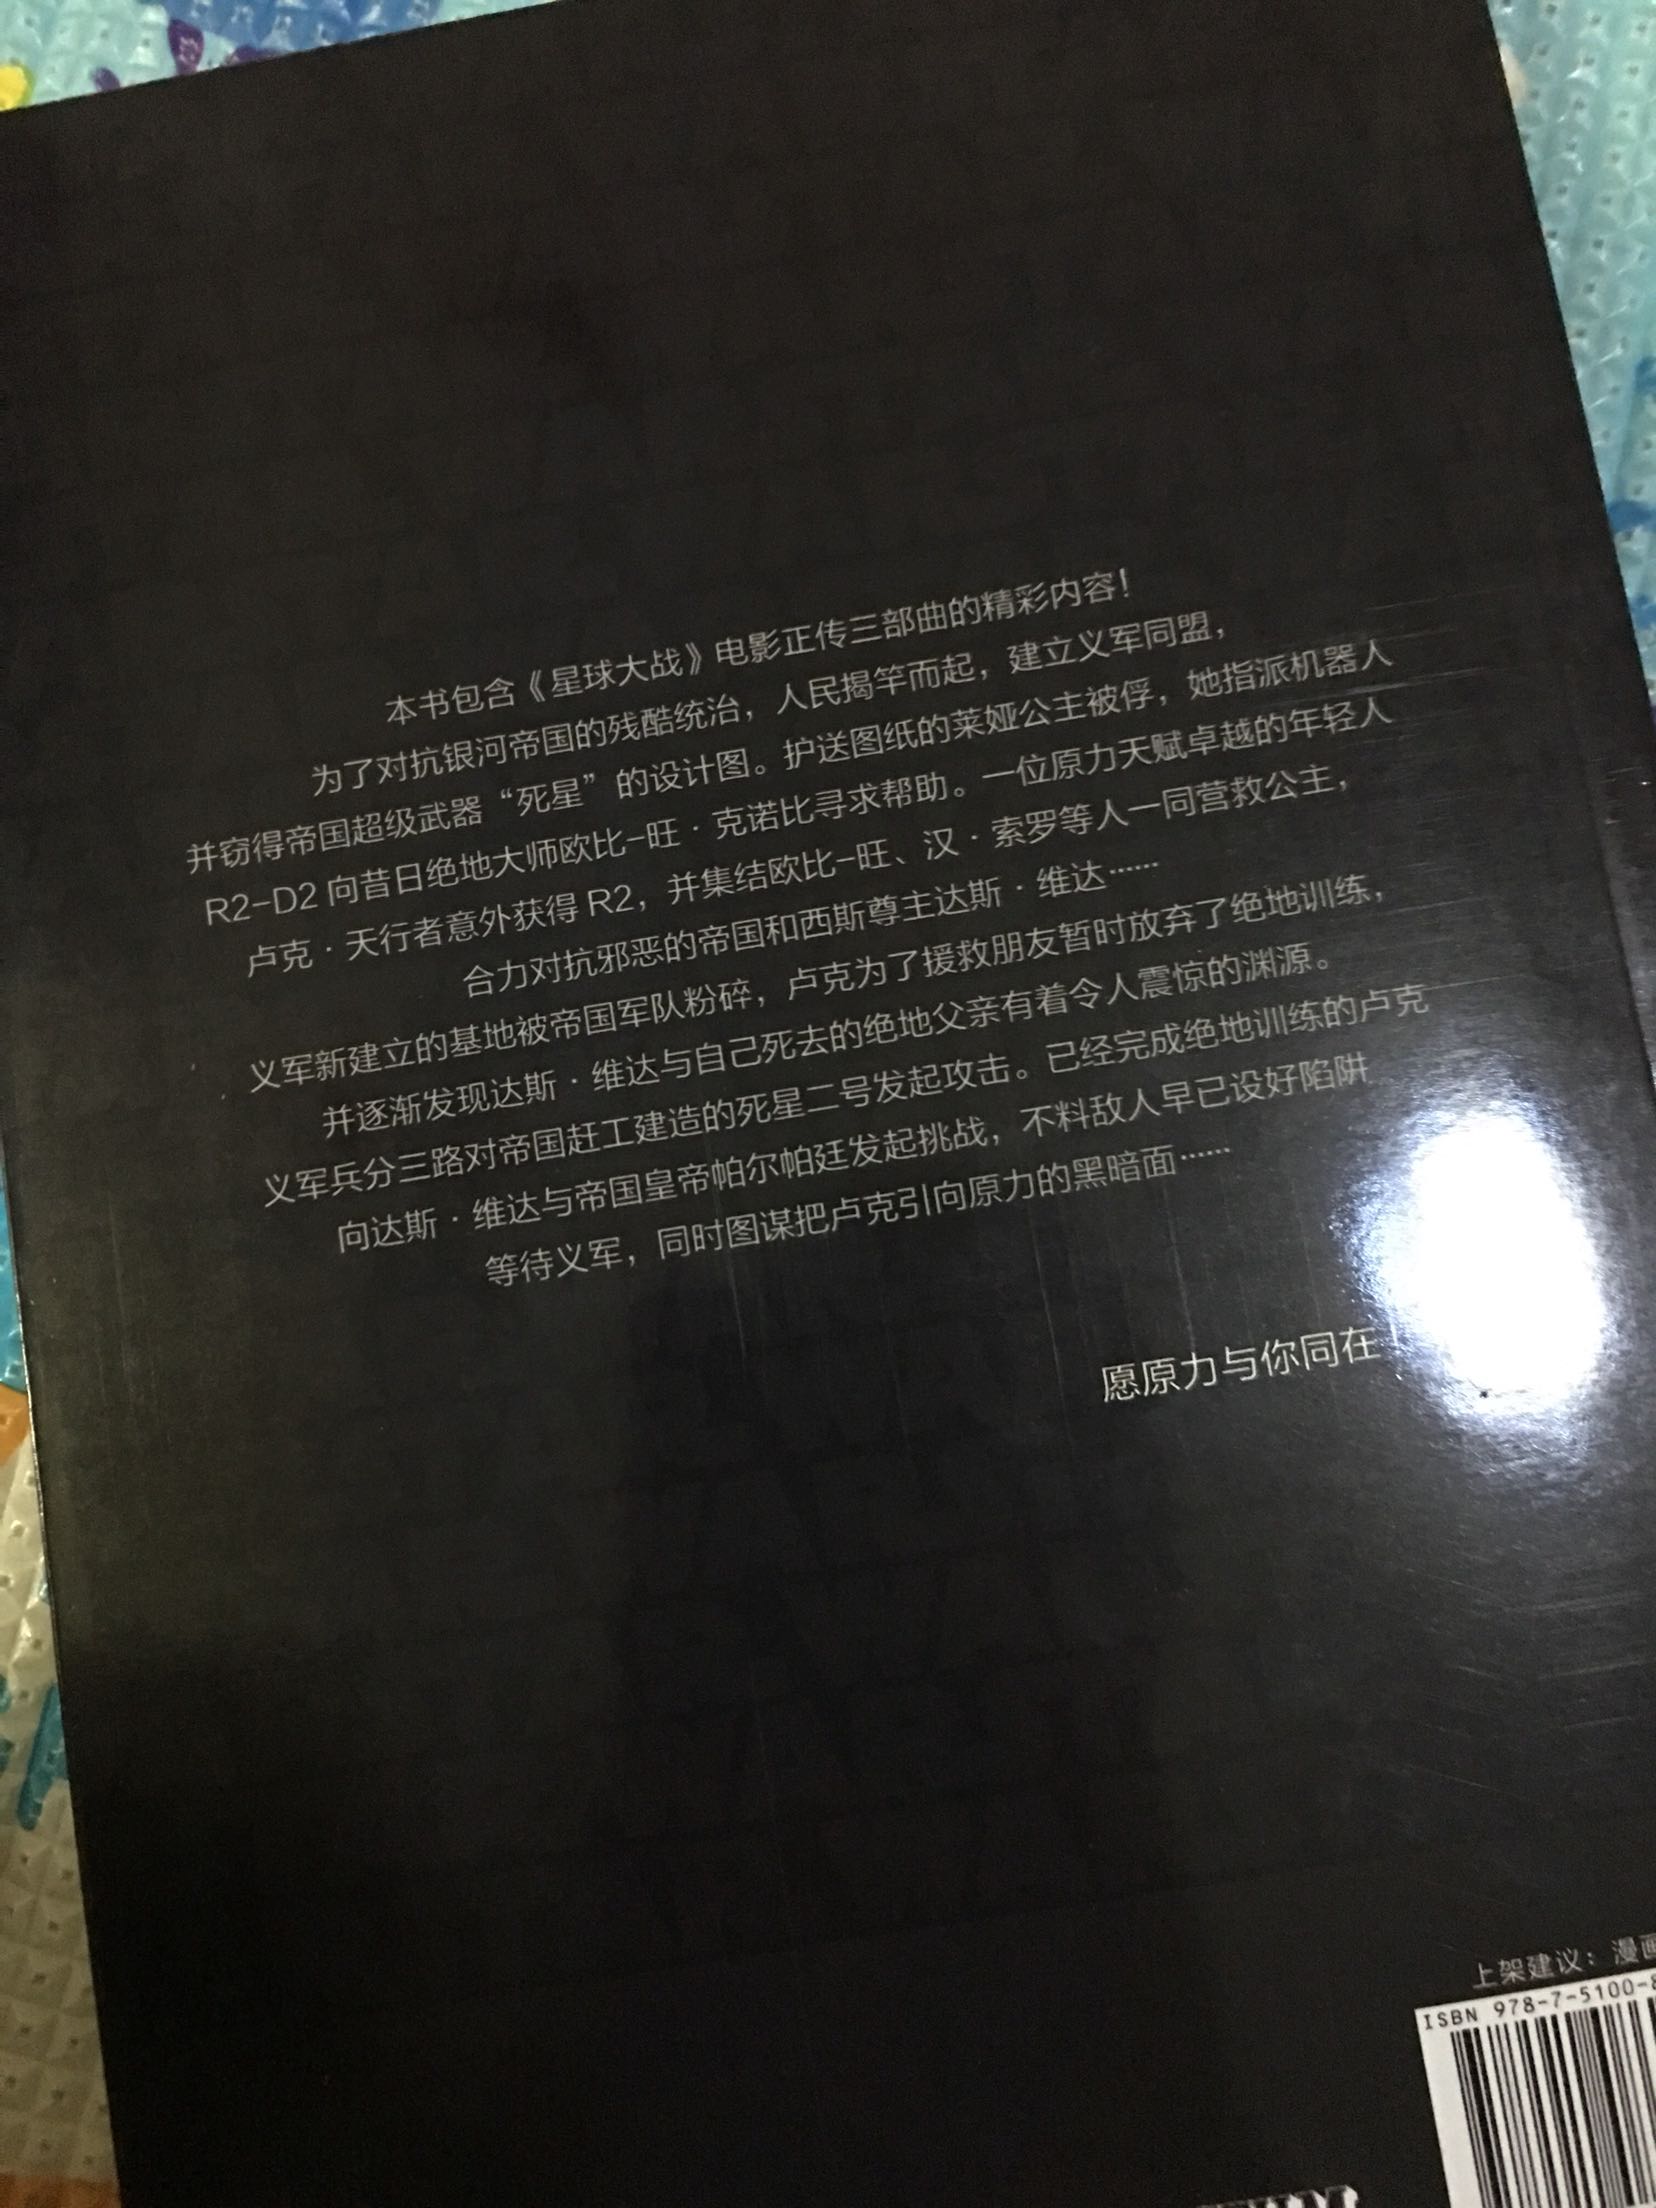 本书包含《星球大战》电影正传三部曲的精彩内容！
为了对抗银河帝国的残酷统治，人民揭竿而起，建立义军同盟，
并窃得帝国超级武器“死星”的设计图。护送图纸的莱娅公主被俘，她指派机器人
R2-D2 向昔日绝地大师欧比-旺·克诺比寻求帮助。一位原力天赋卓越的年轻人
卢克·天行者意外获得 R2，并集结欧比-旺、汉·索罗等人一同营救公主，
合力对抗邪恶的帝国和西斯尊主达斯·维达……
义军新建立的基地被帝国军队粉碎，卢克为了援救朋友暂时放弃了绝地训练，
并逐渐发现达斯·维达与自己死去的绝地父亲有着令人震惊的渊源。
义军兵分三路对帝国赶工建造的死星二号发起攻击。已经完成绝地训练的卢克
向达斯·维达与帝国皇帝帕尔帕廷发起挑战，不料敌人早已设好陷阱
等待义军，同时图谋把卢克引向原力的黑暗面……
愿原力与你同在！
上架建议：漫画
ISBN 978-7-5100-8